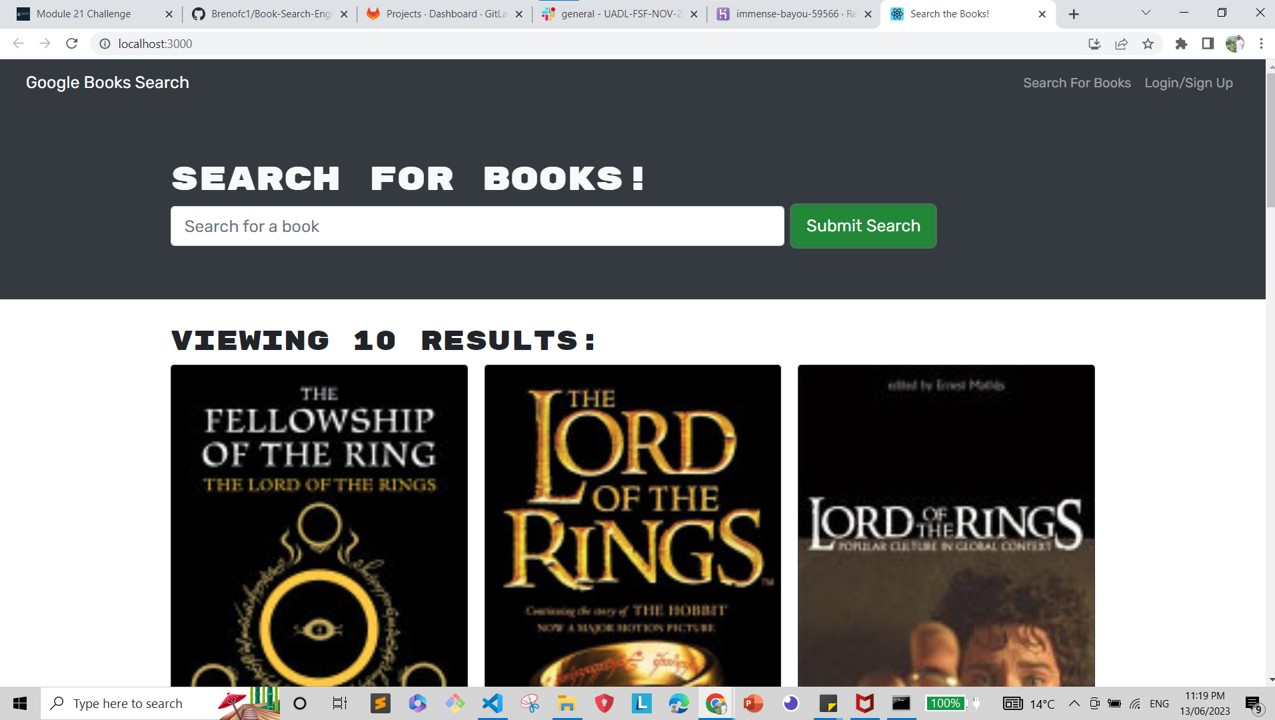 Module 21 Challenge
Brenofc1/Book-Search-Eng
Projects · Dashboard · GitLa
general - UADL-FSF-NOV-2
immense-bayou-59566 · Re
Search the Books!
localhost:3000
Google Books Search
Search For Books
Login/Sign Up
SEARCH FOR BOOKS!
Search for a book
Submit Search
VIEWING 10 RESULTS:
THE
FELLOWSHIP
OF THE RING
THE LORD OF THE RINGS
THE
LORD
OF THE
RINGS™
Continuing the story of THE HOBBIT
NOW A MAJOR MOTION PICTURE
edited by Ernest Mathijs
LORD OF THE RINGS
POPULAR CULTURE IN GLOBAL CONTEXT
Type here to search
100%
14°C
ENG
11:19 PM
13/06/2023
9